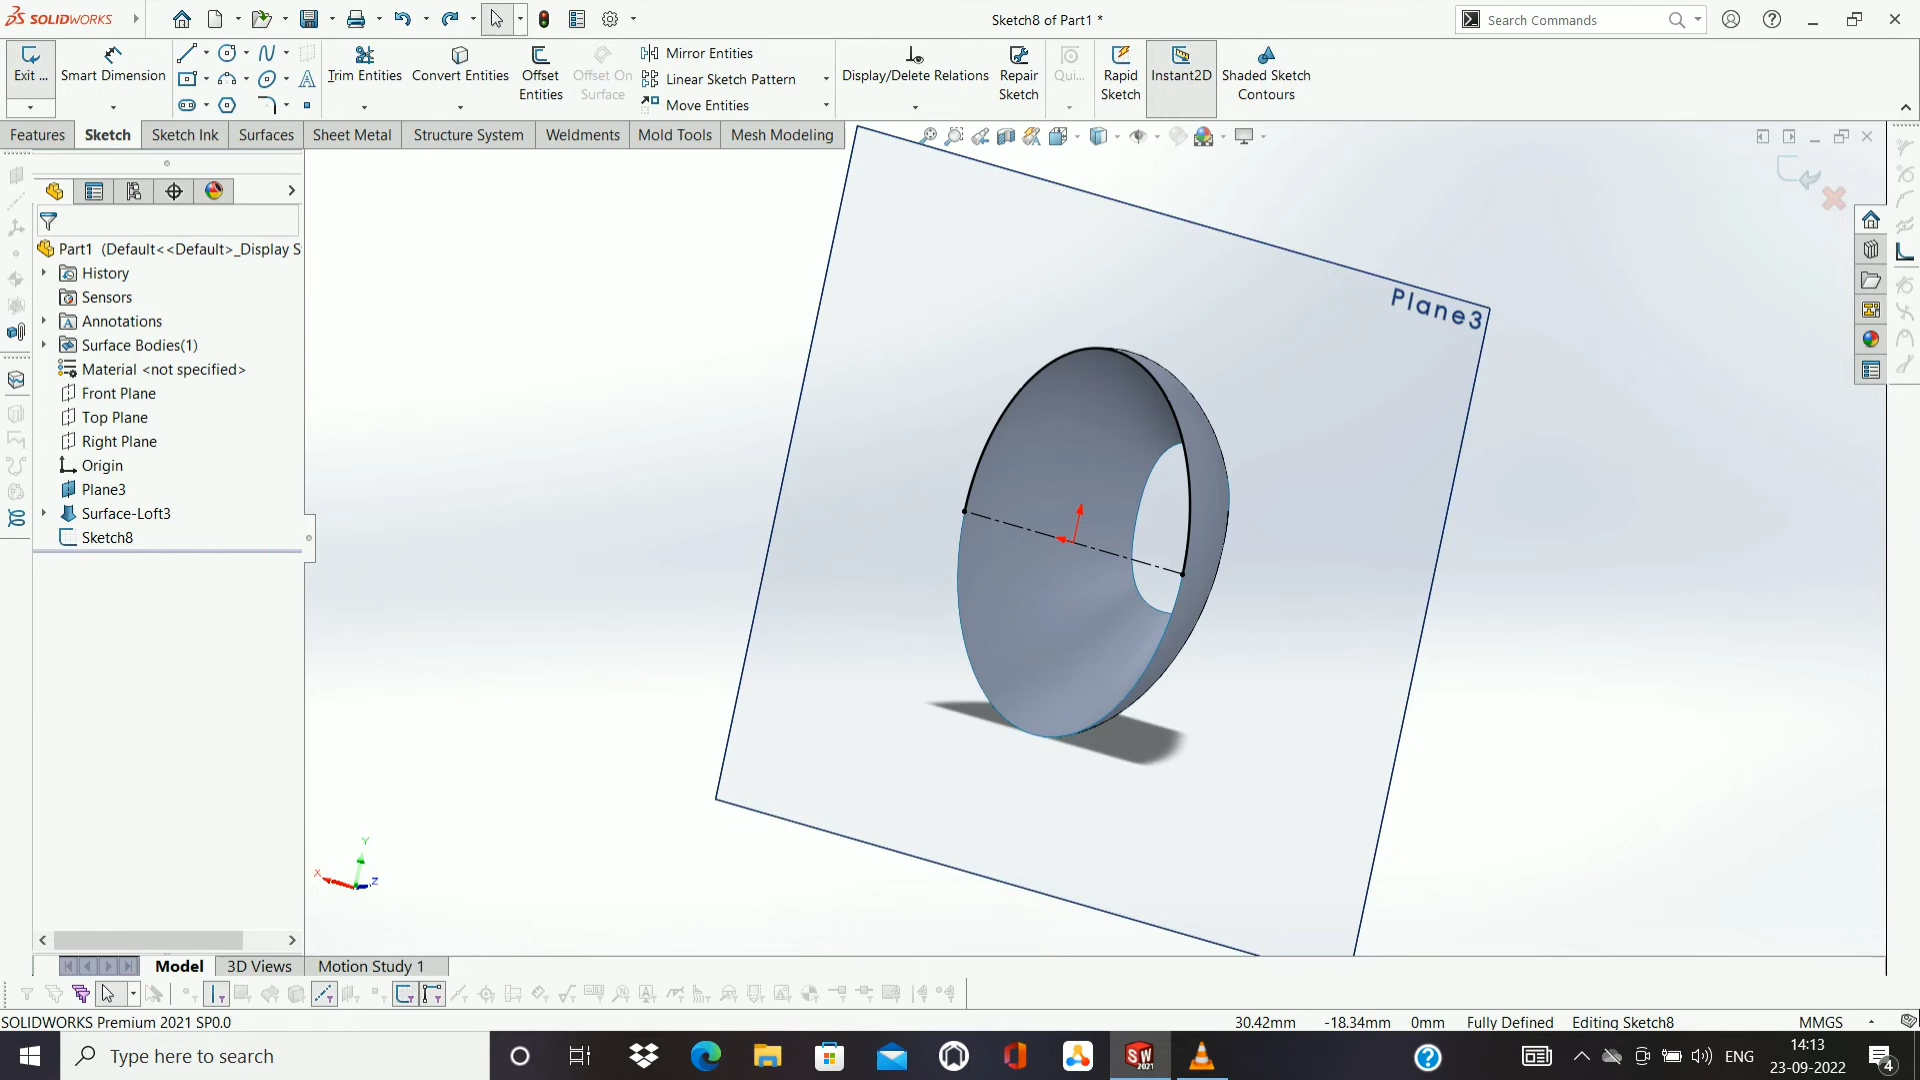 SOLIDWORKS
Sketch8 of Part1 *
Search Commands
Exit ...
Smart Dimension
Trim Entities
Convert Entities
Offset Entities
Offset On Surface
Mirror Entities
Linear Sketch Pattern
Move Entities
Display/Delete Relations
Repair Sketch
Qui...
Rapid Sketch
Instant2D
Shaded Sketch Contours
Features
Sketch
Sketch Ink
Surfaces
Sheet Metal
Structure System
Weldments
Mold Tools
Mesh Modeling
Part1 (Default<<Default>_Display S
History
Sensors
Annotations
Surface Bodies(1)
Material <not specified>
Front Plane
Top Plane
Right Plane
Origin
Plane3
Surface-Loft3
Sketch8
Plane3
Y
X
Z
Model
3D Views
Motion Study 1
SOLIDWORKS Premium 2021 SP0.0
30.42mm
-18.34mm
0mm
Fully Defined
Editing Sketch8
MMGS
Type here to search
SW
2021
ENG
14:13
23-09-2022
4